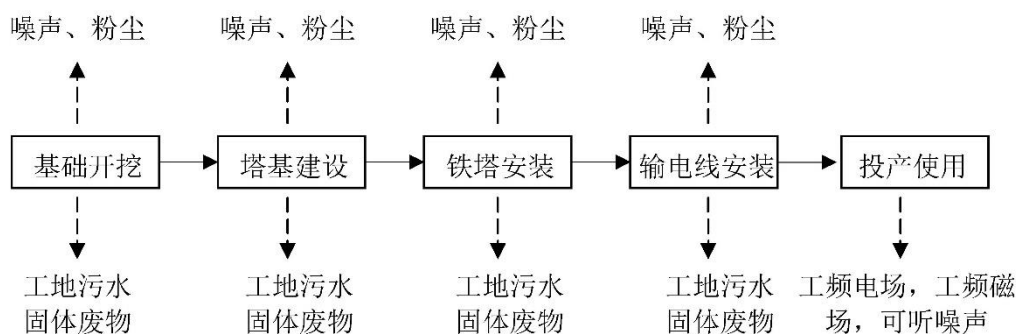 噪声、粉尘
噪声、粉尘
噪声、粉尘
噪声、粉尘
基础开挖
塔基建设
铁塔安装
输电线安装
投产使用
工地污水
固体废物
工地污水
固体废物
工地污水
固体废物
工地污水
固体废物
工频电场，工频磁
场，可听噪声